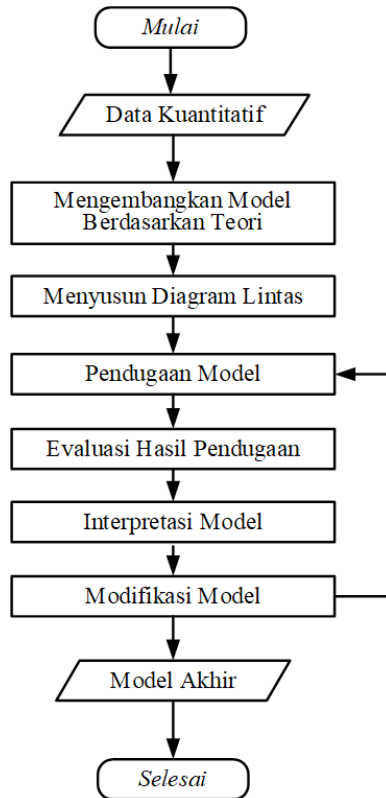 Mulai
Data Kuantitatif
Mengembangkan Model
Berdasarkan Teori
Menyusun Diagram Lintas
Pendugaan Model
Evaluasi Hasil Pendugaan
Interpretasi Model
Modifikasi Model
Model Akhir
Selesai